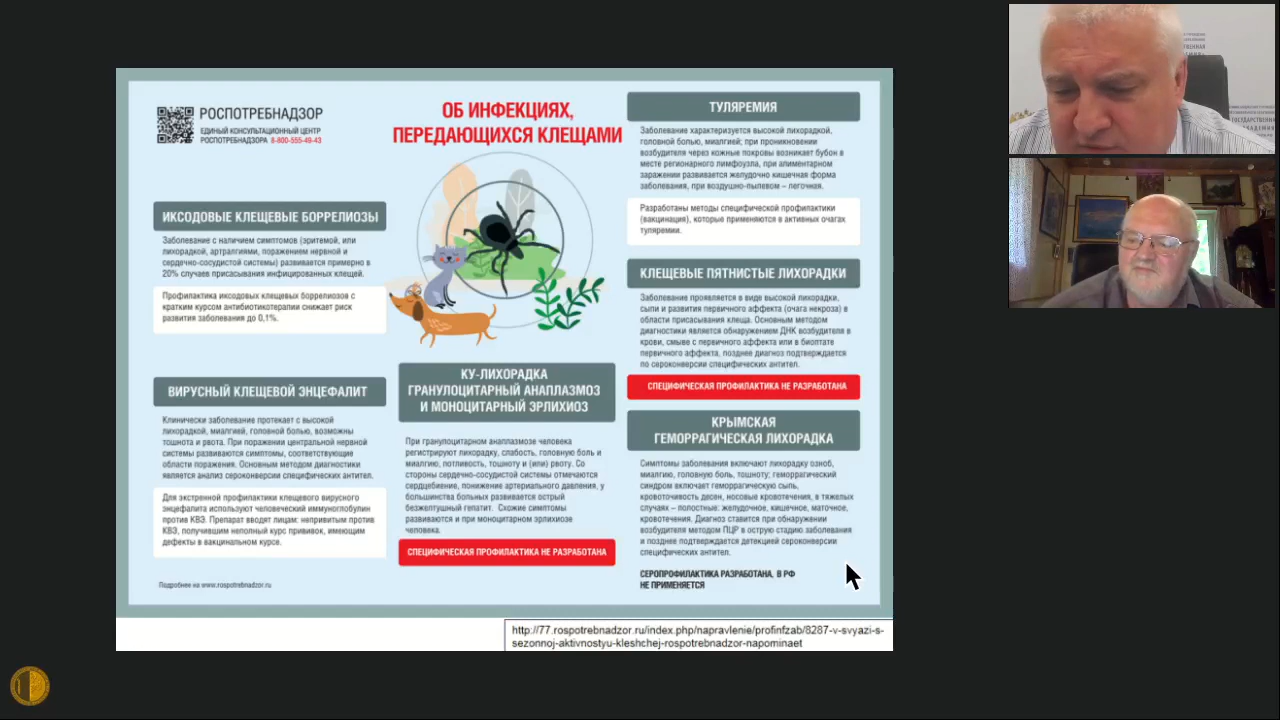 РОСПОТРЕБНАДЗОР
ЕДИНЫЙ КОНСУЛЬТАЦИОННЫЙ ЦЕНТР
РОСПОТРЕБНАДЗОРА 8-800-555-49-43
ОБ ИНФЕКЦИЯХ,
ПЕРЕДАЮЩИХСЯ КЛЕЩАМИ
ИКСОДОВЫЕ КЛЕЩЕВЫЕ БОРРЕЛИОЗЫ
Заболевание с наличием симптомов (эритемой, или
лихорадкой, артралгиями, поражением нервной и
сердечно-сосудистой системы) развивается примерно в
20% случаев присасывания инфицированных клещей.
Профилактика иксодовых клещевых боррелиозов с
кратким курсом антибиотикотерапии снижает риск
развития заболевания до 0,1%.
ВИРУСНЫЙ КЛЕЩЕВОЙ ЭНЦЕФАЛИТ
Клинически заболевание протекает с высокой
лихорадкой, миалгией, головной болью, возможны
тошнота и рвота. При поражении центральной нервной
системы развиваются симптомы, соответствующие
области поражения. Основным методом диагностики
является анализ сероконверсии специфических антител.
Для экстренной профилактики клещевого вирусного
энцефалита используют человеческий иммуноглобулин
против КВЭ. Препарат вводят лицам: непривитым против
КВЭ, получившим неполный курс прививок, имеющим
дефекты в вакцинальном курсе.
Подробнее на www.rospotrebnadzor.ru
КУ-ЛИХОРАДКА
ГРАНУЛОЦИТАРНЫЙ АНАПЛАЗМОЗ
И МОНОЦИТАРНЫЙ ЭРЛИХИОЗ
При гранулоцитарном анаплазмозе человека
регистрируют лихорадку, слабость, головную боль и
миалгию, потливость, тошноту и (или) рвоту. Со
стороны сердечно-сосудистой системы отмечаются
сердцебиение, понижение артериального давления, у
большинства больных развивается острый
безжелтушный гепатит. Схожие симптомы
развиваются и при моноцитарном эрлихиозе
человека.
СПЕЦИФИЧЕСКАЯ ПРОФИЛАКТИКА НЕ РАЗРАБОТАНА
ТУЛЯРЕМИЯ
Заболевание характеризуется высокой лихорадкой,
головной болью, миалгией; при проникновении
возбудителя через кожные покровы возникает бубон в
месте регионарного лимфоузла, при алиментарном
заражении развивается желудочно кишечная форма
заболевания, при воздушно-пылевом – легочная.
Разработаны методы специфической профилактики
(вакцинация), которые применяются в активных очагах
туляремии.
КЛЕЩЕВЫЕ ПЯТНИСТЫЕ ЛИХОРАДКИ
Заболевание проявляется в виде высокой лихорадки,
сыпи и развития первичного аффекта (очага некроза) в
области присасывания клеща. Основным методом
диагностики является обнаружением ДНК возбудителя в
крови, смыве с первичного аффекта или в биоптате
первичного аффекта, позднее диагноз подтверждается
по сероконверсии специфических антител.
СПЕЦИФИЧЕСКАЯ ПРОФИЛАКТИКА НЕ РАЗРАБОТАНА
КРЫМСКАЯ
ГЕМОРРАГИЧЕСКАЯ ЛИХОРАДКА
Симптомы заболевания включают лихорадку озноб,
миалгию, головную боль, тошноту; геморрагический
синдром включает геморрагическую сыпь,
кровоточивость десен, носовые кровотечения, в тяжелых
случаях – полостные: желудочное, кишечное, маточное,
кровотечения. Диагноз ставится при обнаружении
возбудителя методом ПЦР в острую стадию заболевания
и позднее подтверждается детекцией сероконверсии
специфических антител.
СЕРОПРОФИЛАКТИКА РАЗРАБОТАНА, В РФ
НЕ ПРИМЕНЯЕТСЯ
http://77.rospotrebnadzor.ru/index.php/napravlenie/profinfzab/8287-v-svyazi-s-
sezonnoj-aktivnostyu-kleshchej-rospotrebnadzor-napominaet